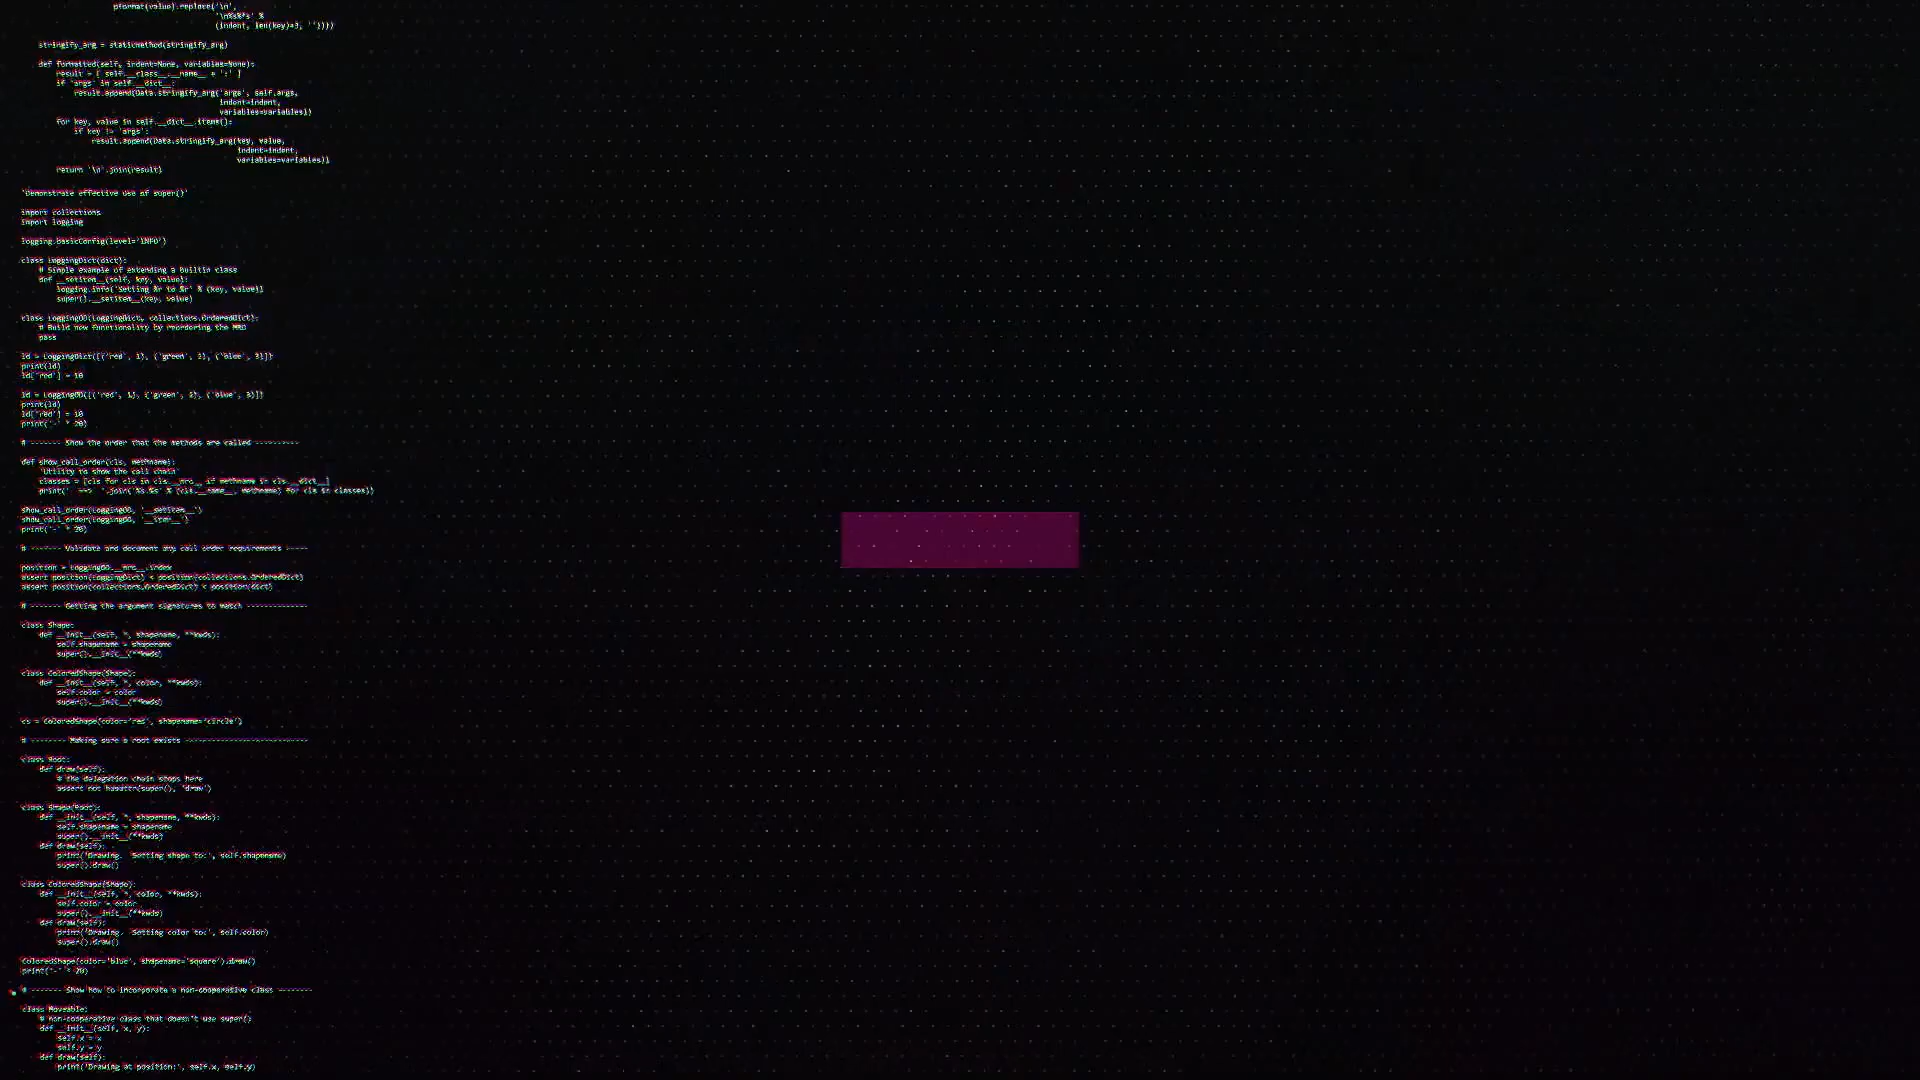 pformat(value).replace('\n',
'\n%s%*s' %
(indent, len(key)+3, ''))))
stringify_arg = staticmethod(stringify_arg)
def formatted(self, indent=None, variables=None):
result = [ self.__class__.__name__ + ':' ]
if 'args' in self.__dict__:
result.append(Data.stringify_arg('args', self.args,
indent=indent,
variables=variables))
for key, value in self.__dict__.items():
if key != 'args':
result.append(Data.stringify_arg(key, value,
indent=indent,
variables=variables))
return '\n'.join(result)
'Demonstrate effective use of super()'
import collections
import logging
logging.basicConfig(level='INFO')
class LoggingDict(dict):
# Simple example of extending a builtin class
def __setitem__(self, key, value):
logging.info('Setting %r to %r' % (key, value))
super().__setitem__(key, value)
class LoggingOD(LoggingDict, collections.OrderedDict):
# Build new functionality by reordering the MRO
pass
ld = LoggingDict([('red', 1), ('green', 2), ('blue', 3)])
print(ld)
ld['red'] = 10
ld = LoggingOD([('red', 1), ('green', 2), ('blue', 3)])
print(ld)
ld['red'] = 10
print('-' * 20)
# ------- Show the order that the methods are called ----------
def show_call_order(cls, methname):
'Utility to show the call chain'
classes = [cls for cls in cls.__mro__ if methname in cls.__dict__]
print('  ==>  '.join('%s.%s' % (cls.__name__, methname) for cls in classes))
show_call_order(LoggingOD, '__setitem__')
show_call_order(LoggingOD, '__iter__')
print('-' * 20)
# ------- Validate and document any call order requirements -----
position = LoggingOD.__mro__.index
assert position(LoggingDict) < position(collections.OrderedDict)
assert position(collections.OrderedDict) < position(dict)
# ------- Getting the argument signatures to match --------------
class Shape:
def __init__(self, *, shapename, **kwds):
self.shapename = shapename
super().__init__(**kwds)
class ColoredShape(Shape):
def __init__(self, *, color, **kwds):
self.color = color
super().__init__(**kwds)
cs = ColoredShape(color='red', shapename='circle')
# -------- Making sure a root exists ----------------------------
class Root:
def draw(self):
# the delegation chain stops here
assert not hasattr(super(), 'draw')
class Shape(Root):
def __init__(self, *, shapename, **kwds):
self.shapename = shapename
super().__init__(**kwds)
def draw(self):
print('Drawing.  Setting shape to:', self.shapename)
super().draw()
class ColoredShape(Shape):
def __init__(self, *, color, **kwds):
self.color = color
super().__init__(**kwds)
def draw(self):
print('Drawing.  Setting color to:', self.color)
super().draw()
ColoredShape(color='blue', shapename='square').draw()
print('-' * 20)
# ------- Show how to incorporate a non-cooperative class --------
class Moveable:
# non-cooperative class that doesn't use super()
def __init__(self, x, y):
self.x = x
self.y = y
def draw(self):
print('Drawing at position:', self.x, self.y)